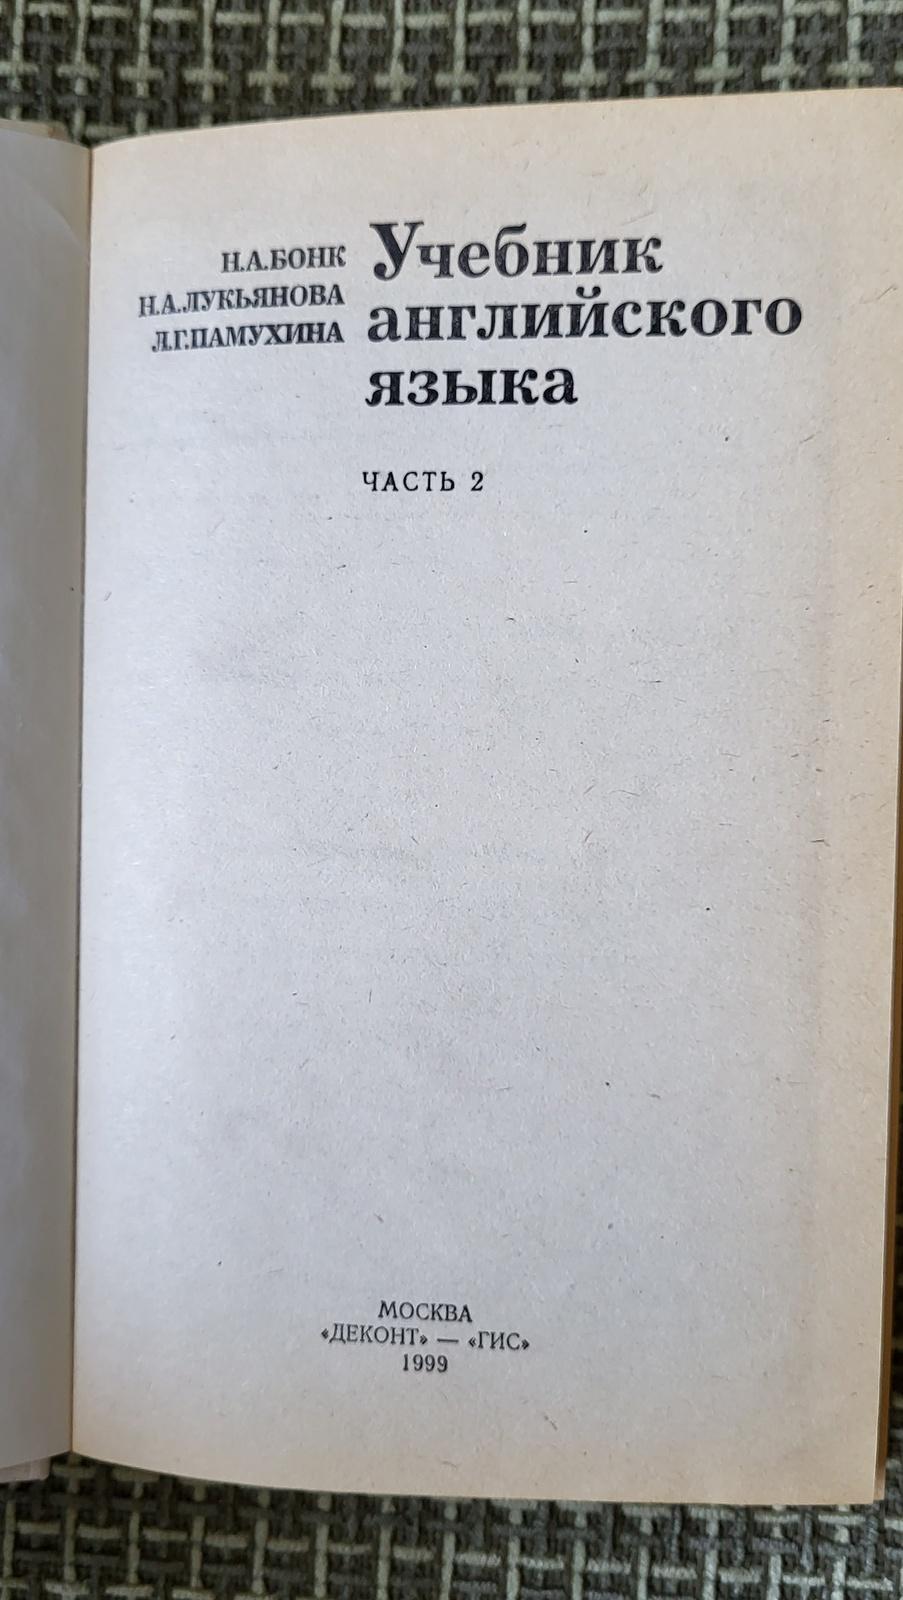 Н.А.БОНК
Н.А.ЛУКЬЯНОВА
Л.Г.ПАМУХИНА
Учебник
английского
языка
ЧАСТЬ 2
МОСКВА
«ДЕКОНТ» — «ГИС»
1999